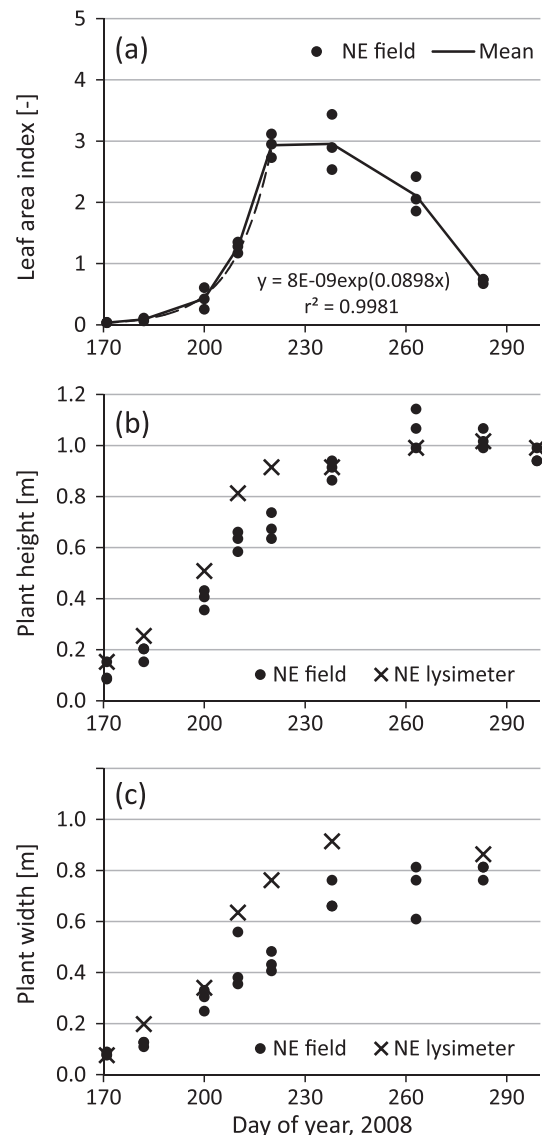 (a)
NE field
Mean
Leaf area index [-]
5
4
3
2
1
0
y = 8E-09exp(0.0898x)
r² = 0.9981
170 200 230 260 290
(b)
Plant height [m]
1.2
1.0
0.8
0.6
0.4
0.2
0.0
NE field
NE lysimeter
170 200 230 260 290
(c)
Plant width [m]
1.0
0.8
0.6
0.4
0.2
0.0
NE field
NE lysimeter
170 200 230 260 290
Day of year, 2008